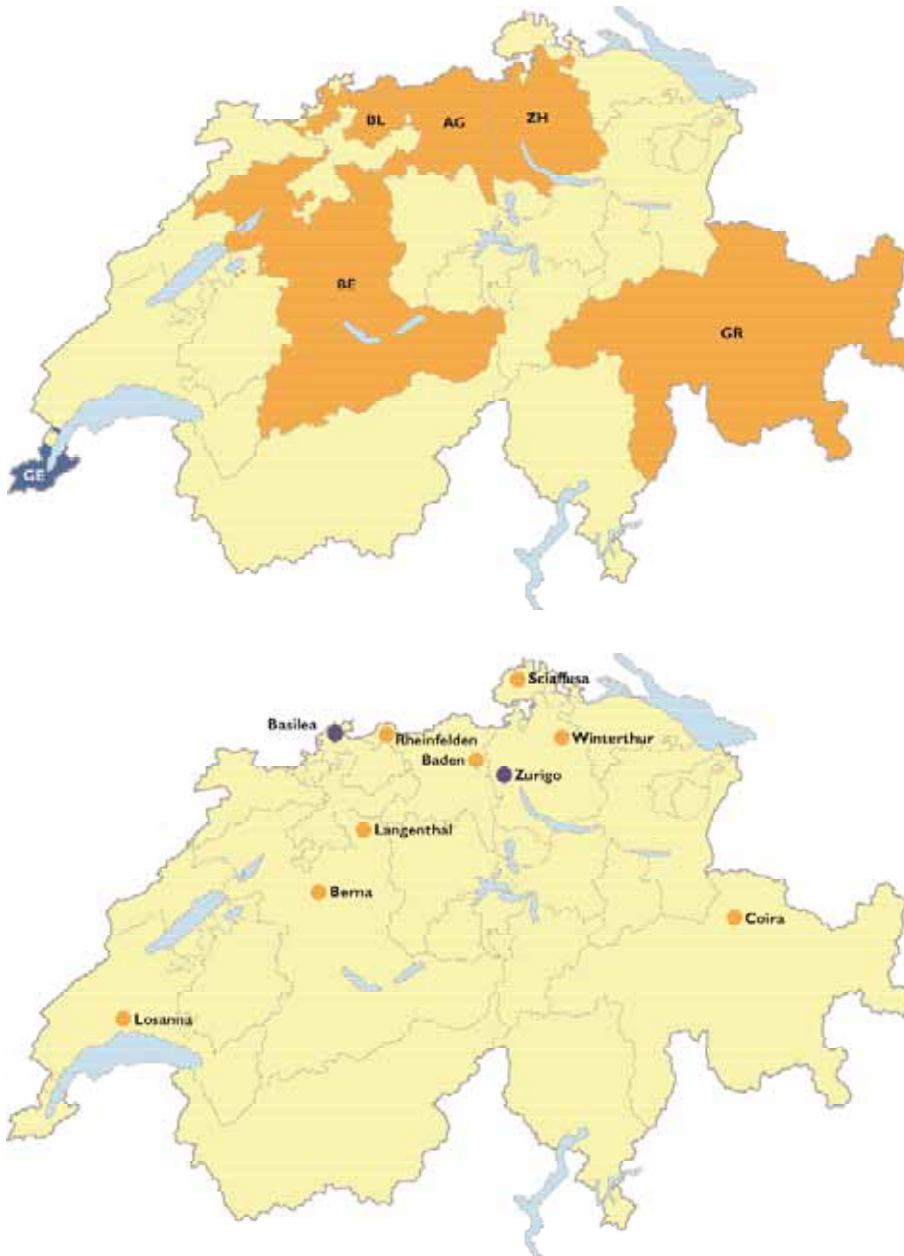 BL
AG
ZH
BE
GR
GE
Sciaffusa
Basilea
Rheinfelden
Winterthur
Baden
Zurigo
Langenthal
Berna
Coira
Losanna